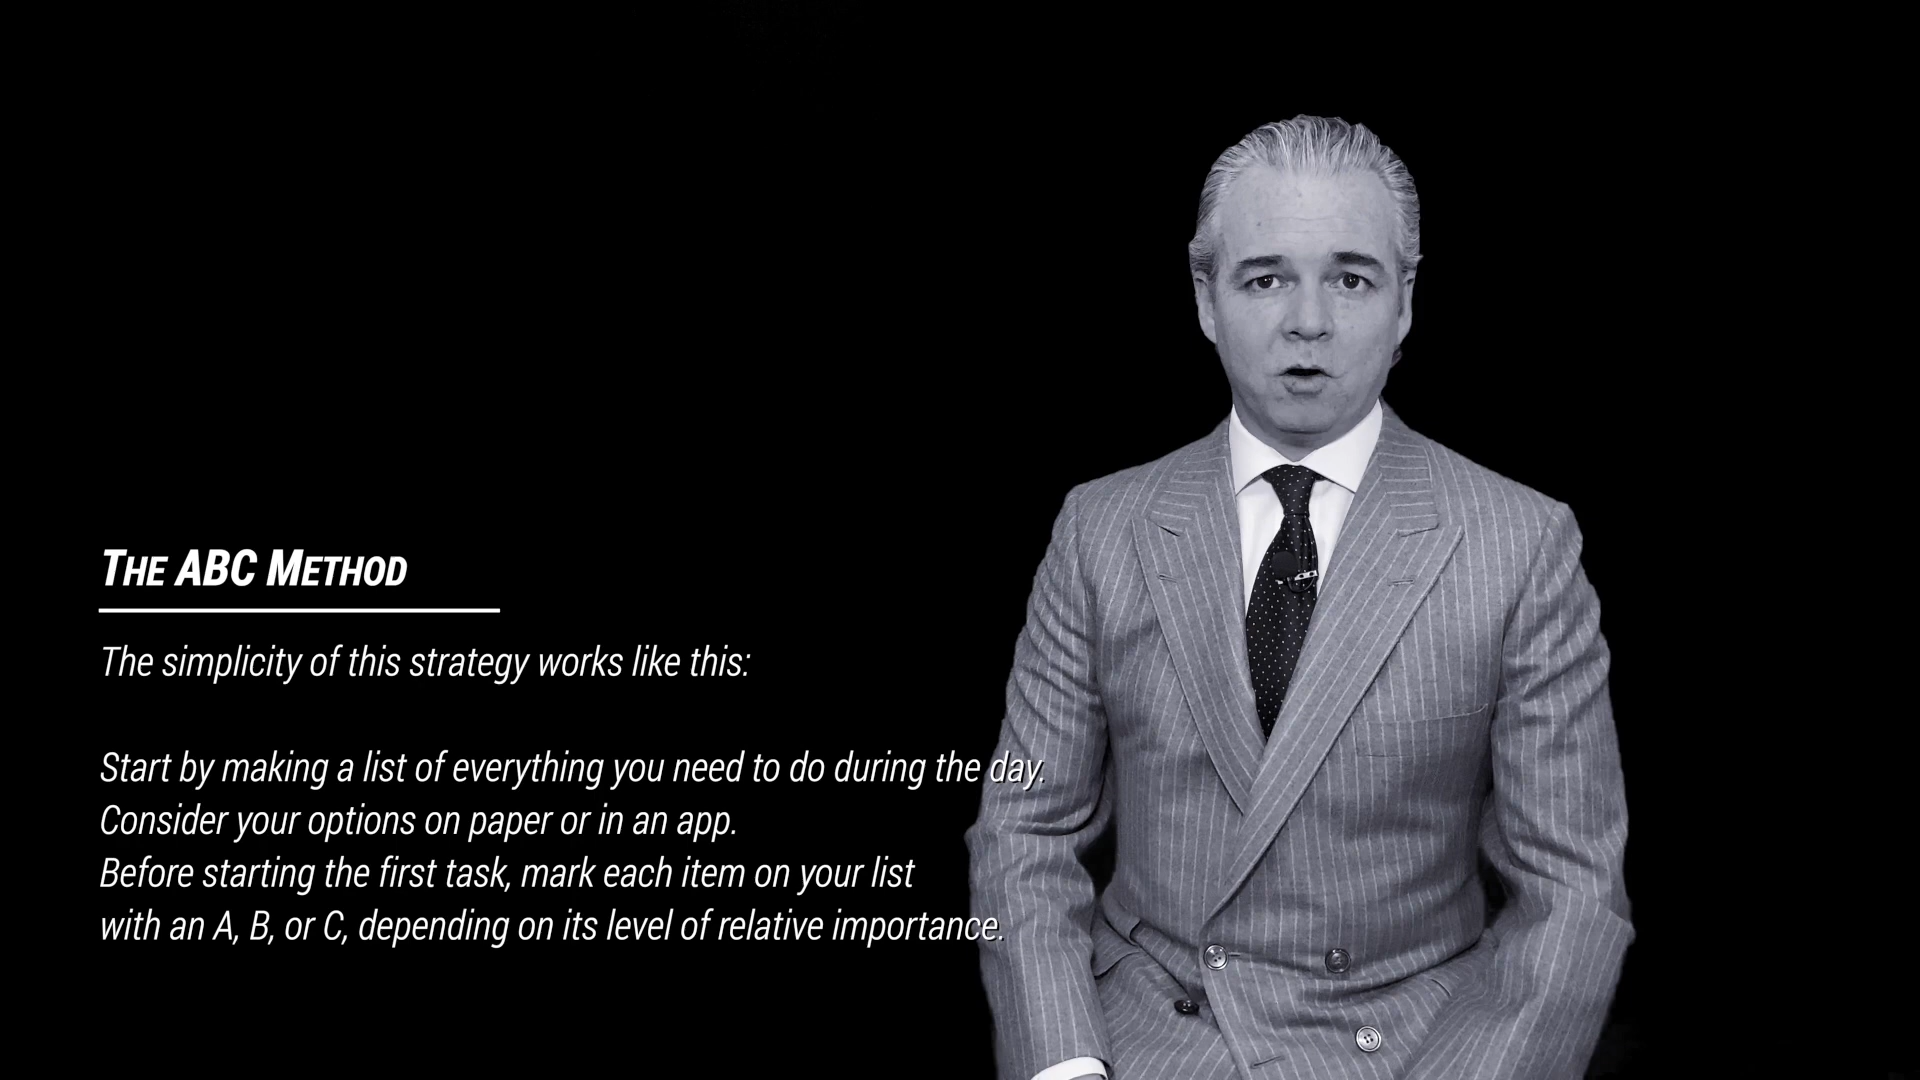 The ABC Method
The simplicity of this strategy works like this:
Start by making a list of everything you need to do during the day.
Consider your options on paper or in an app.
Before starting the first task, mark each item on your list
with an A, B, or C, depending on its level of relative importance.